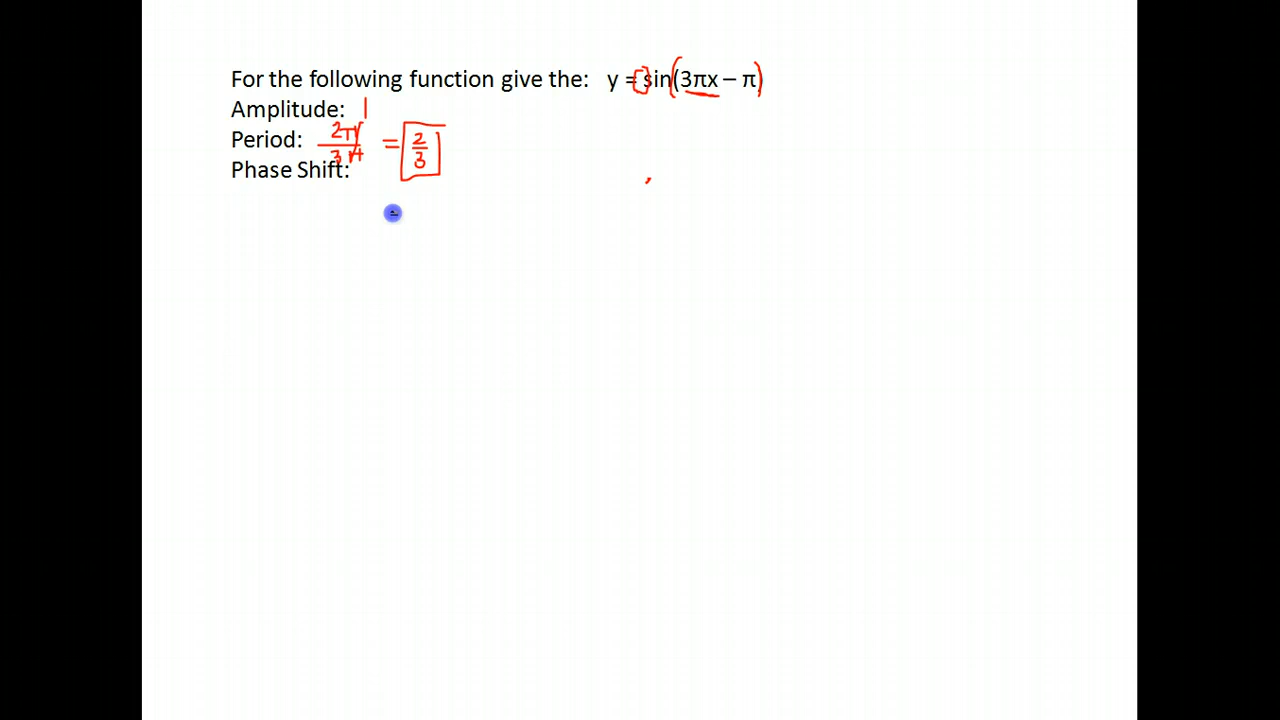 For the following function give the: y = sin(3πx – π)
Amplitude: 1
Period: 2π/3π = 2/3
Phase Shift: